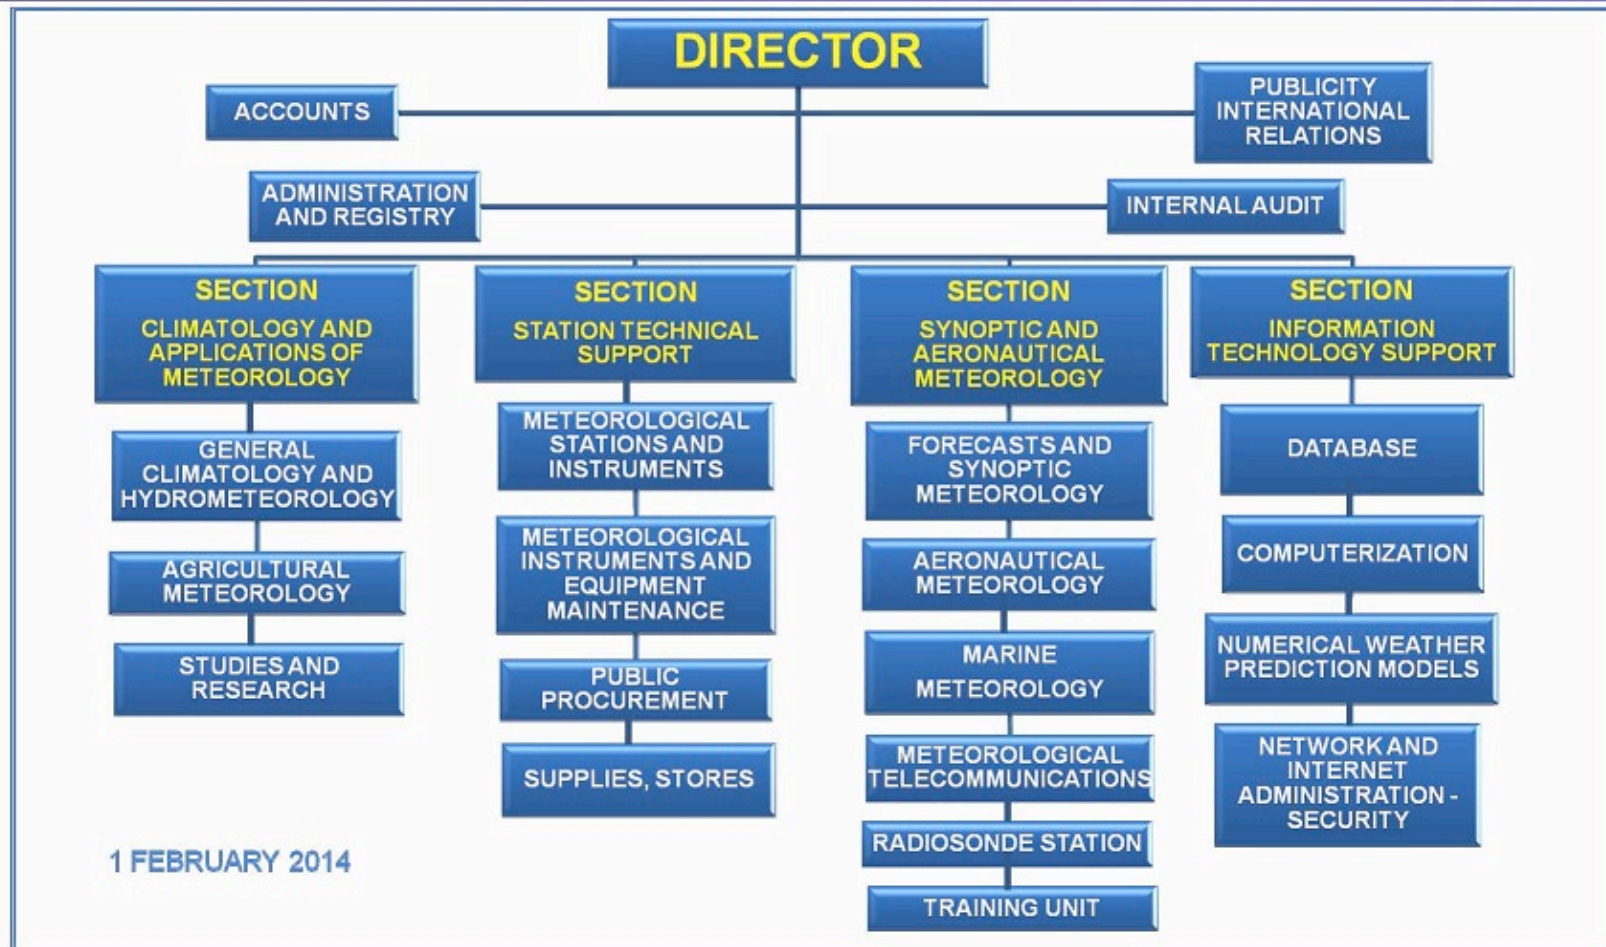 DIRECTOR
ACCOUNTS
PUBLICITY
INTERNATIONAL
RELATIONS
ADMINISTRATION
AND REGISTRY
INTERNAL AUDIT
SECTION
CLIMATOLOGY AND
APPLICATIONS OF
METEOROLOGY
GENERAL
CLIMATOLOGY AND
HYDROMETEOROLOGY
AGRICULTURAL
METEOROLOGY
STUDIES AND
RESEARCH
SECTION
STATION TECHNICAL
SUPPORT
METEOROLOGICAL
STATIONS AND
INSTRUMENTS
METEOROLOGICAL
INSTRUMENTS AND
EQUIPMENT
MAINTENANCE
PUBLIC
PROCUREMENT
SUPPLIES, STORES
SECTION
SYNOPTIC AND
AERONAUTICAL
METEOROLOGY
FORECASTS AND
SYNOPTIC
METEOROLOGY
AERONAUTICAL
METEOROLOGY
MARINE
METEOROLOGY
METEOROLOGICAL
TELECOMMUNICATIONS
RADIOSONDE STATION
TRAINING UNIT
SECTION
INFORMATION
TECHNOLOGY SUPPORT
DATABASE
COMPUTERIZATION
NUMERICAL WEATHER
PREDICTION MODELS
NETWORK AND
INTERNET
ADMINISTRATION -
SECURITY
1 FEBRUARY 2014